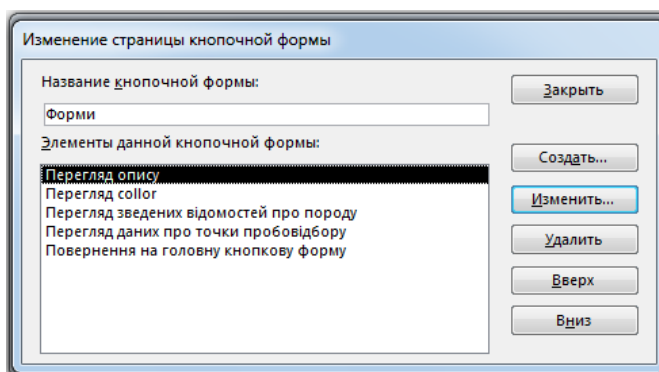 Изменение страницы кнопочной формы
Название кнопочной формы:
Закрыть
Форми
Элементы данной кнопочной формы:
Создать...
Перегляд опису
Перегляд collor
Изменить...
Перегляд зведених відомостей про породу
Перегляд даних про точки пробовідбору
Удалить
Повернення на головну кнопкову форму
Вверх
Вниз